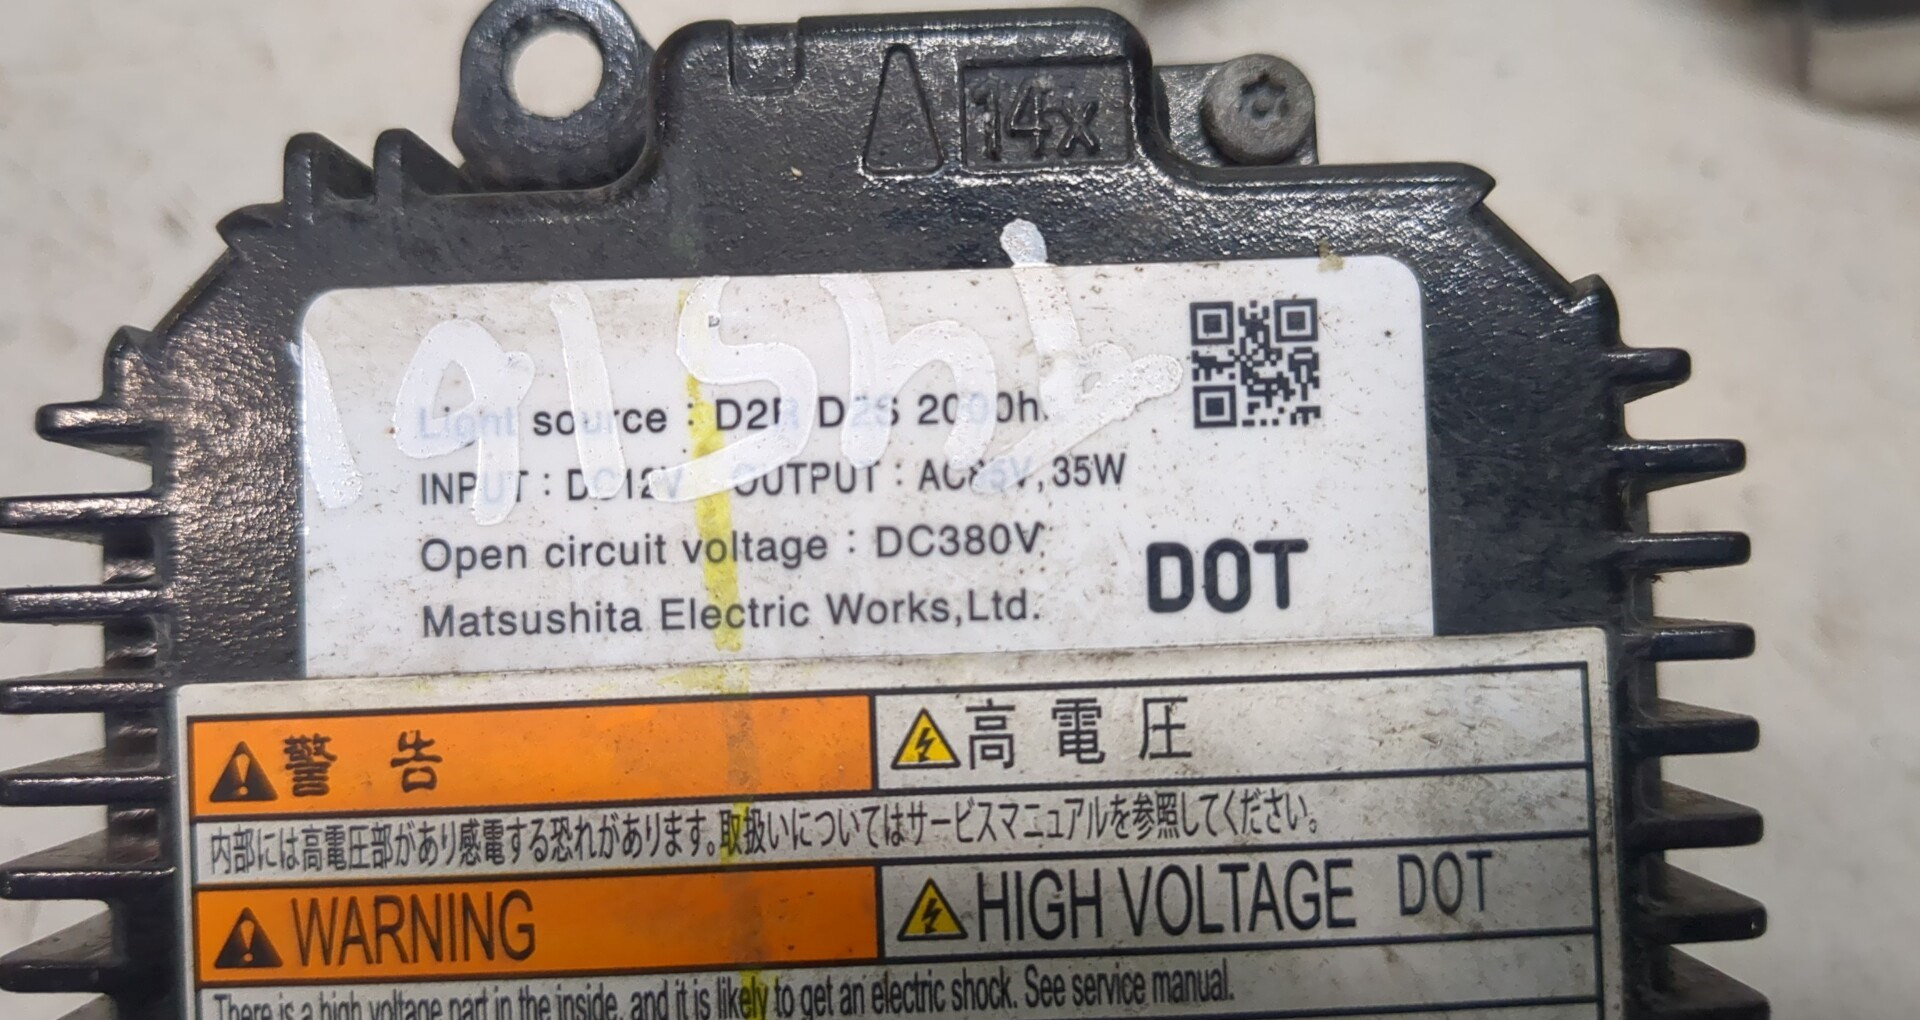 14x
Light source : D2R D2S 2000h.
INPUT : DC12V OUTPUT : AC85V, 35W
Open circuit voltage : DC380V
Matsushita Electric Works,Ltd.
DOT
警告
高電圧
内部には高電圧部があり感電する恐れがあります。取扱いについてはサービスマニュアルを参照してください。
WARNING
HIGH VOLTAGE DOT
There is a high voltage part in the inside, and it is likely to get an electric shock. See service manual.